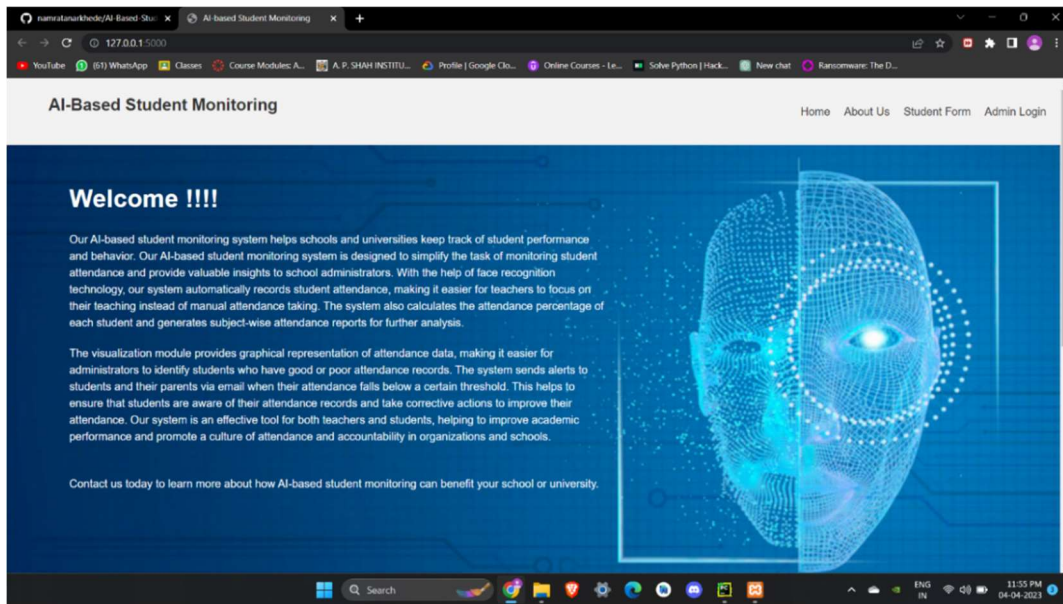 namratanarkhede/AI-Based-Stu
AI-based Student Monitoring
127.0.0.1:5000
YouTube (61) WhatsApp Classes Course Modules: A... A. P. SHAH INSTITU... Profile | Google Clo... Online Courses - Le... Solve Python | Hack... New chat Ransomware: The D...
AI-Based Student Monitoring
Home About Us Student Form Admin Login
Welcome !!!!
Our AI-based student monitoring system helps schools and universities keep track of student performance
and behavior. Our AI-based student monitoring system is designed to simplify the task of monitoring student
attendance and provide valuable insights to school administrators. With the help of face recognition
technology, our system automatically records student attendance, making it easier for teachers to focus on
their teaching instead of manual attendance taking. The system also calculates the attendance percentage of
each student and generates subject-wise attendance reports for further analysis.
The visualization module provides graphical representation of attendance data, making it easier for
administrators to identify students who have good or poor attendance records. The system sends alerts to
students and their parents via email when their attendance falls below a certain threshold. This helps to
ensure that students are aware of their attendance records and take corrective actions to improve their
attendance. Our system is an effective tool for both teachers and students, helping to improve academic
performance and promote a culture of attendance and accountability in organizations and schools.
Contact us today to learn more about how AI-based student monitoring can benefit your school or university.
Search
ENG
IN
11:55 PM
04-04-2023